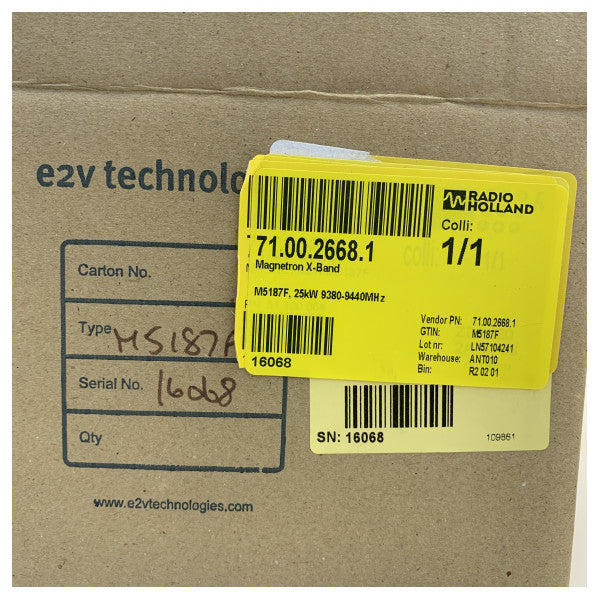 e2v technolo
RADIO
HOLLAND
Colli:
1/1
71.00.2668.1
Magnetron X-Band
M5187F, 25kW 9380-9440MHz
Vendor PN: 71.00.2668.1
GTIN: M5187F
Lot nr: LN57104241
Warehouse: ANT010
Bin: R2 02 01
16068
SN: 16068
109861
Carton No.
Type M5187F
Serial No. 16068
Qty
www.e2vtechnologies.com